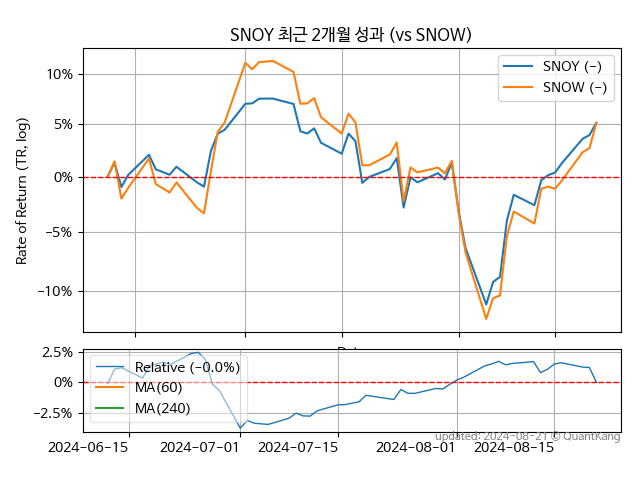 SNOY 최근 2개월 성과 (vs SNOW)
Rate of Return (TR, log)
10%
5%
0%
−5%
−10%
SNOY (-)
SNOW (-)
2.5%
0%
−2.5%
Relative (-0.0%)
MA(60)
MA(240)
2024-06-15
2024-07-01
2024-07-15
2024-08-01
2024-08-15
updated: 2024-08-21 © QuantKang